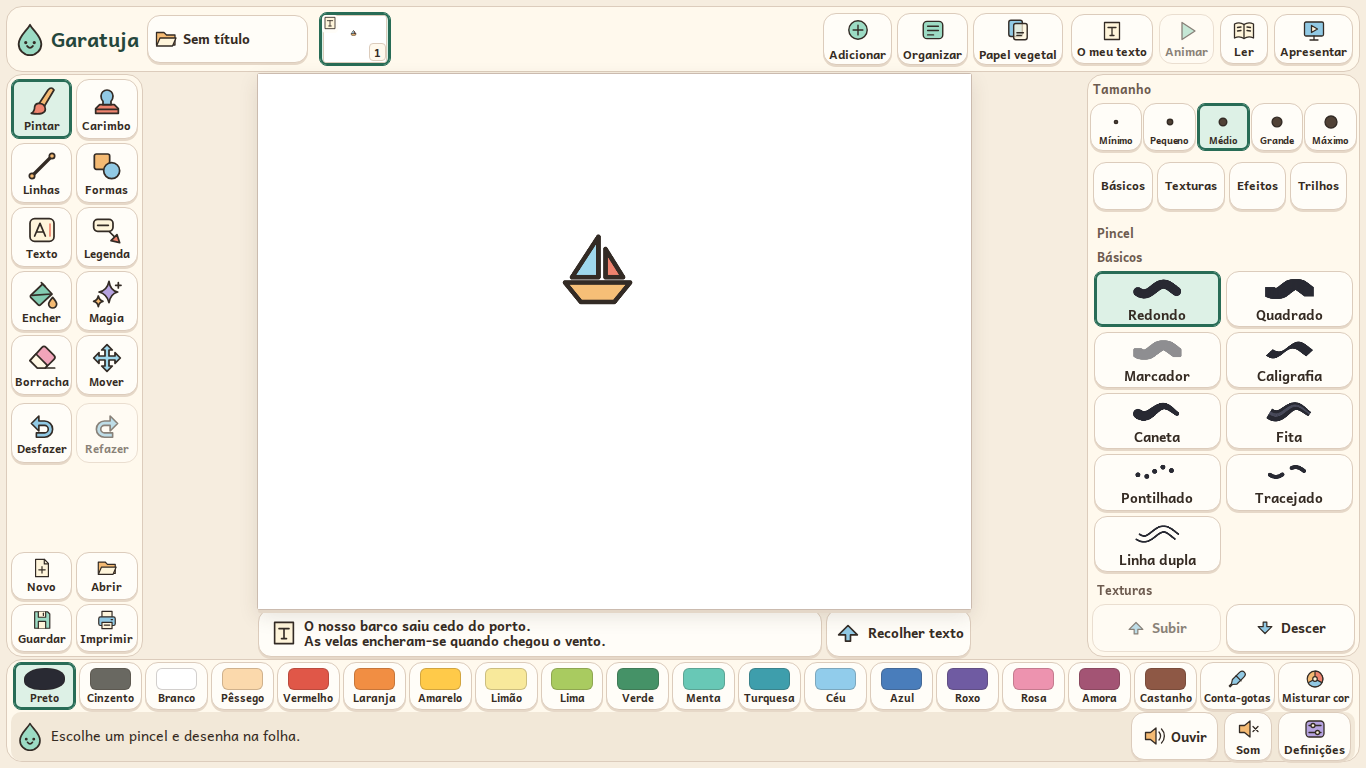 Garatuja
Sem título
1
Adicionar
Organizar
Papel vegetal
O meu texto
Animar
Ler
Apresentar
Pintar
Carimbo
Linhas
Formas
Texto
Legenda
Encher
Magia
Borracha
Mover
Desfazer
Refazer
Novo
Abrir
Guardar
Imprimir
Tamanho
Mínimo
Pequeno
Médio
Grande
Máximo
Básicos
Texturas
Efeitos
Trilhos
Pincel
Básicos
Redondo
Quadrado
Marcador
Caligrafia
Caneta
Fita
Pontilhado
Tracejado
Linha dupla
Texturas
Subir
Descer
O nosso barco saiu cedo do porto.
As velas encheram-se quando chegou o vento.
Recolher texto
Preto
Cinzento
Branco
Pêssego
Vermelho
Laranja
Amarelo
Limão
Lima
Verde
Menta
Turquesa
Céu
Azul
Roxo
Rosa
Amora
Castanho
Conta-gotas
Misturar cor
Escolhe um pincel e desenha na folha.
Ouvir
Som
Definições